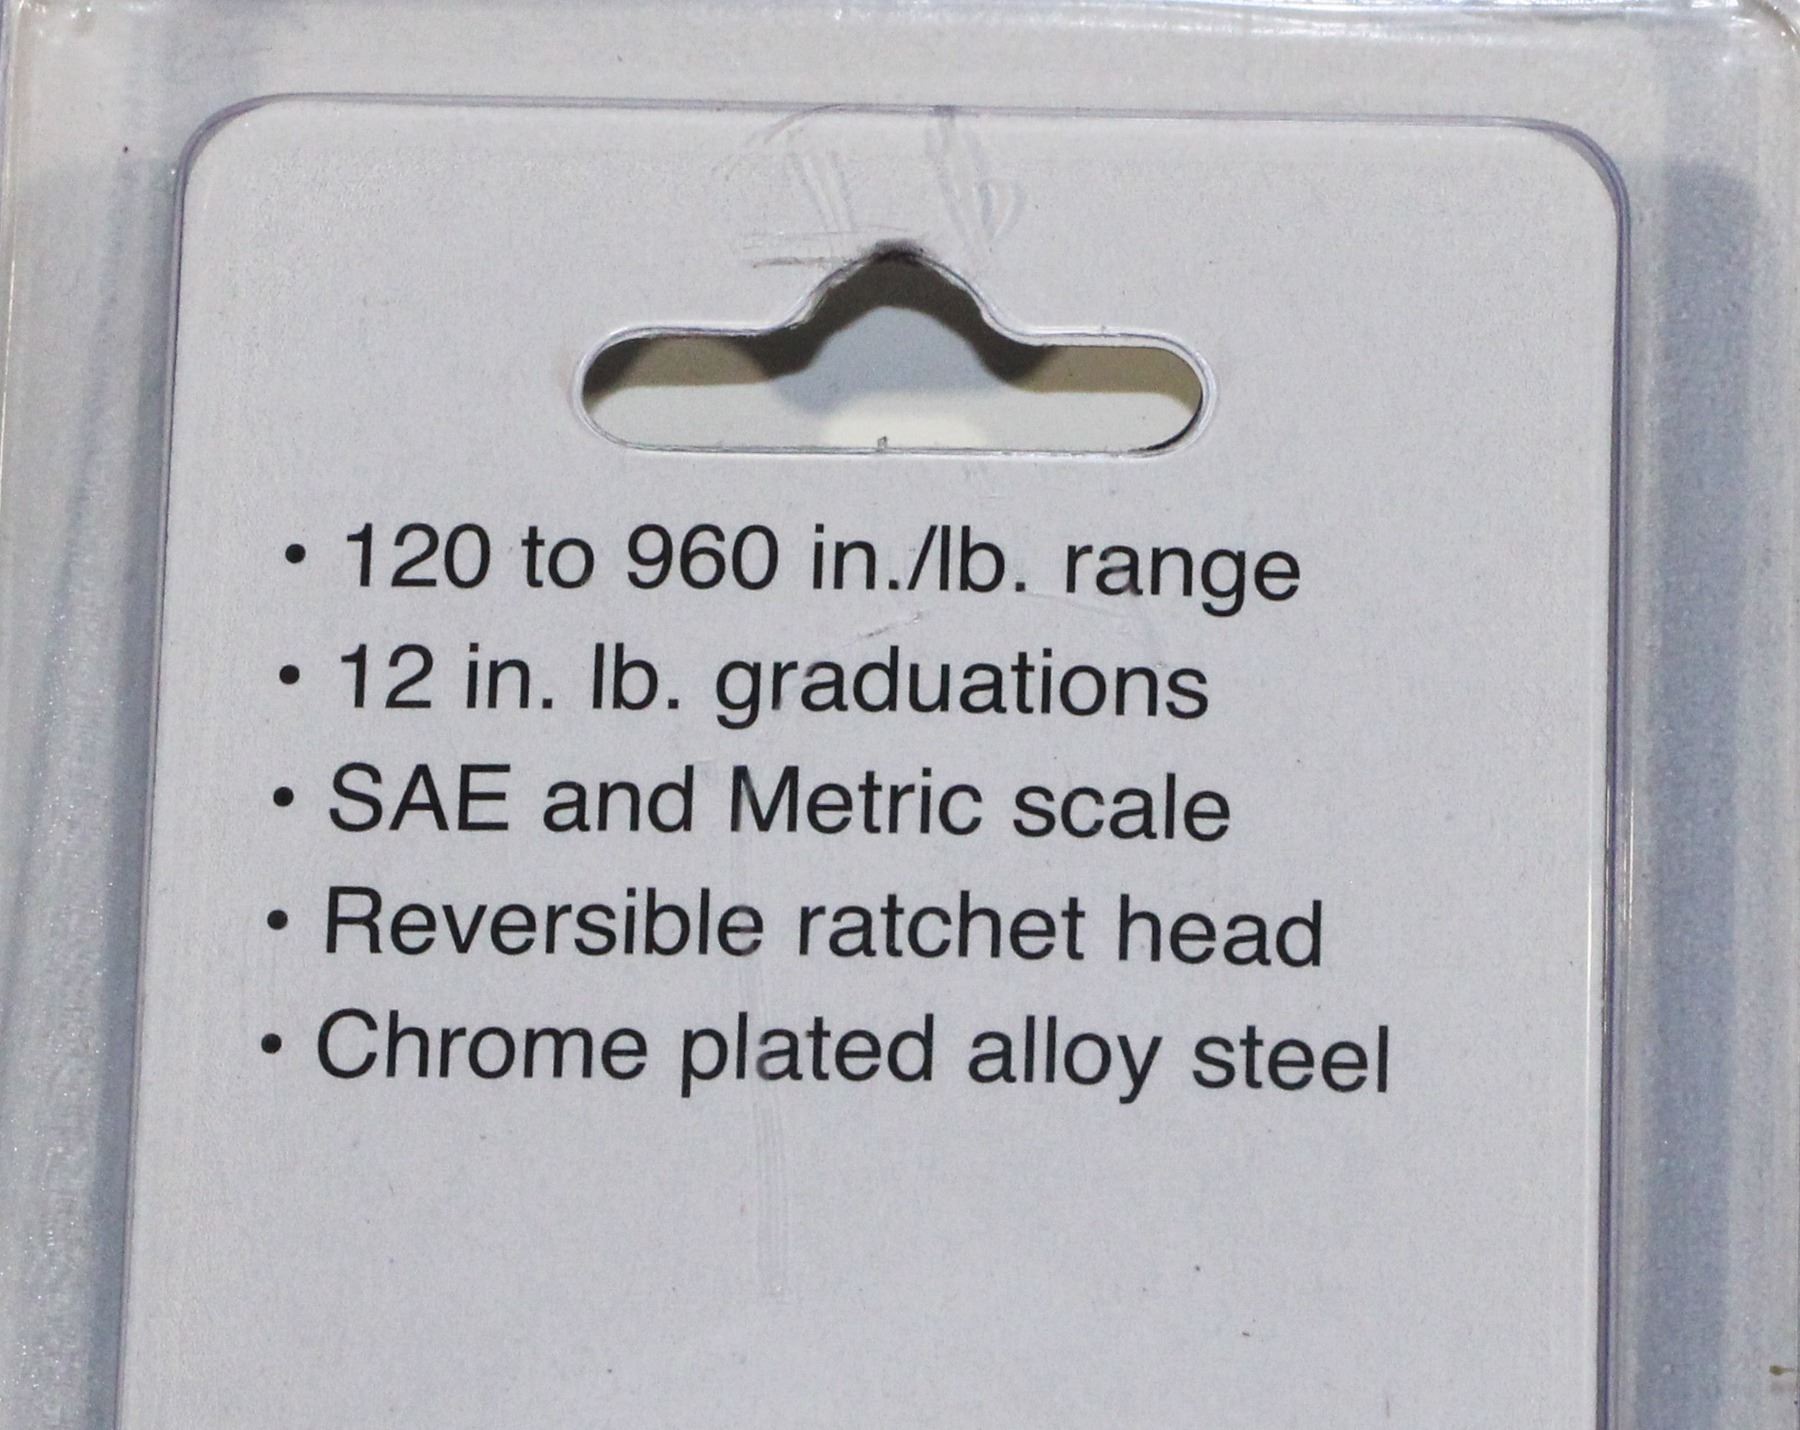 • 120 to 960 in./lb. range
• 12 in. lb. graduations
• SAE and Metric scale
• Reversible ratchet head
• Chrome plated alloy steel